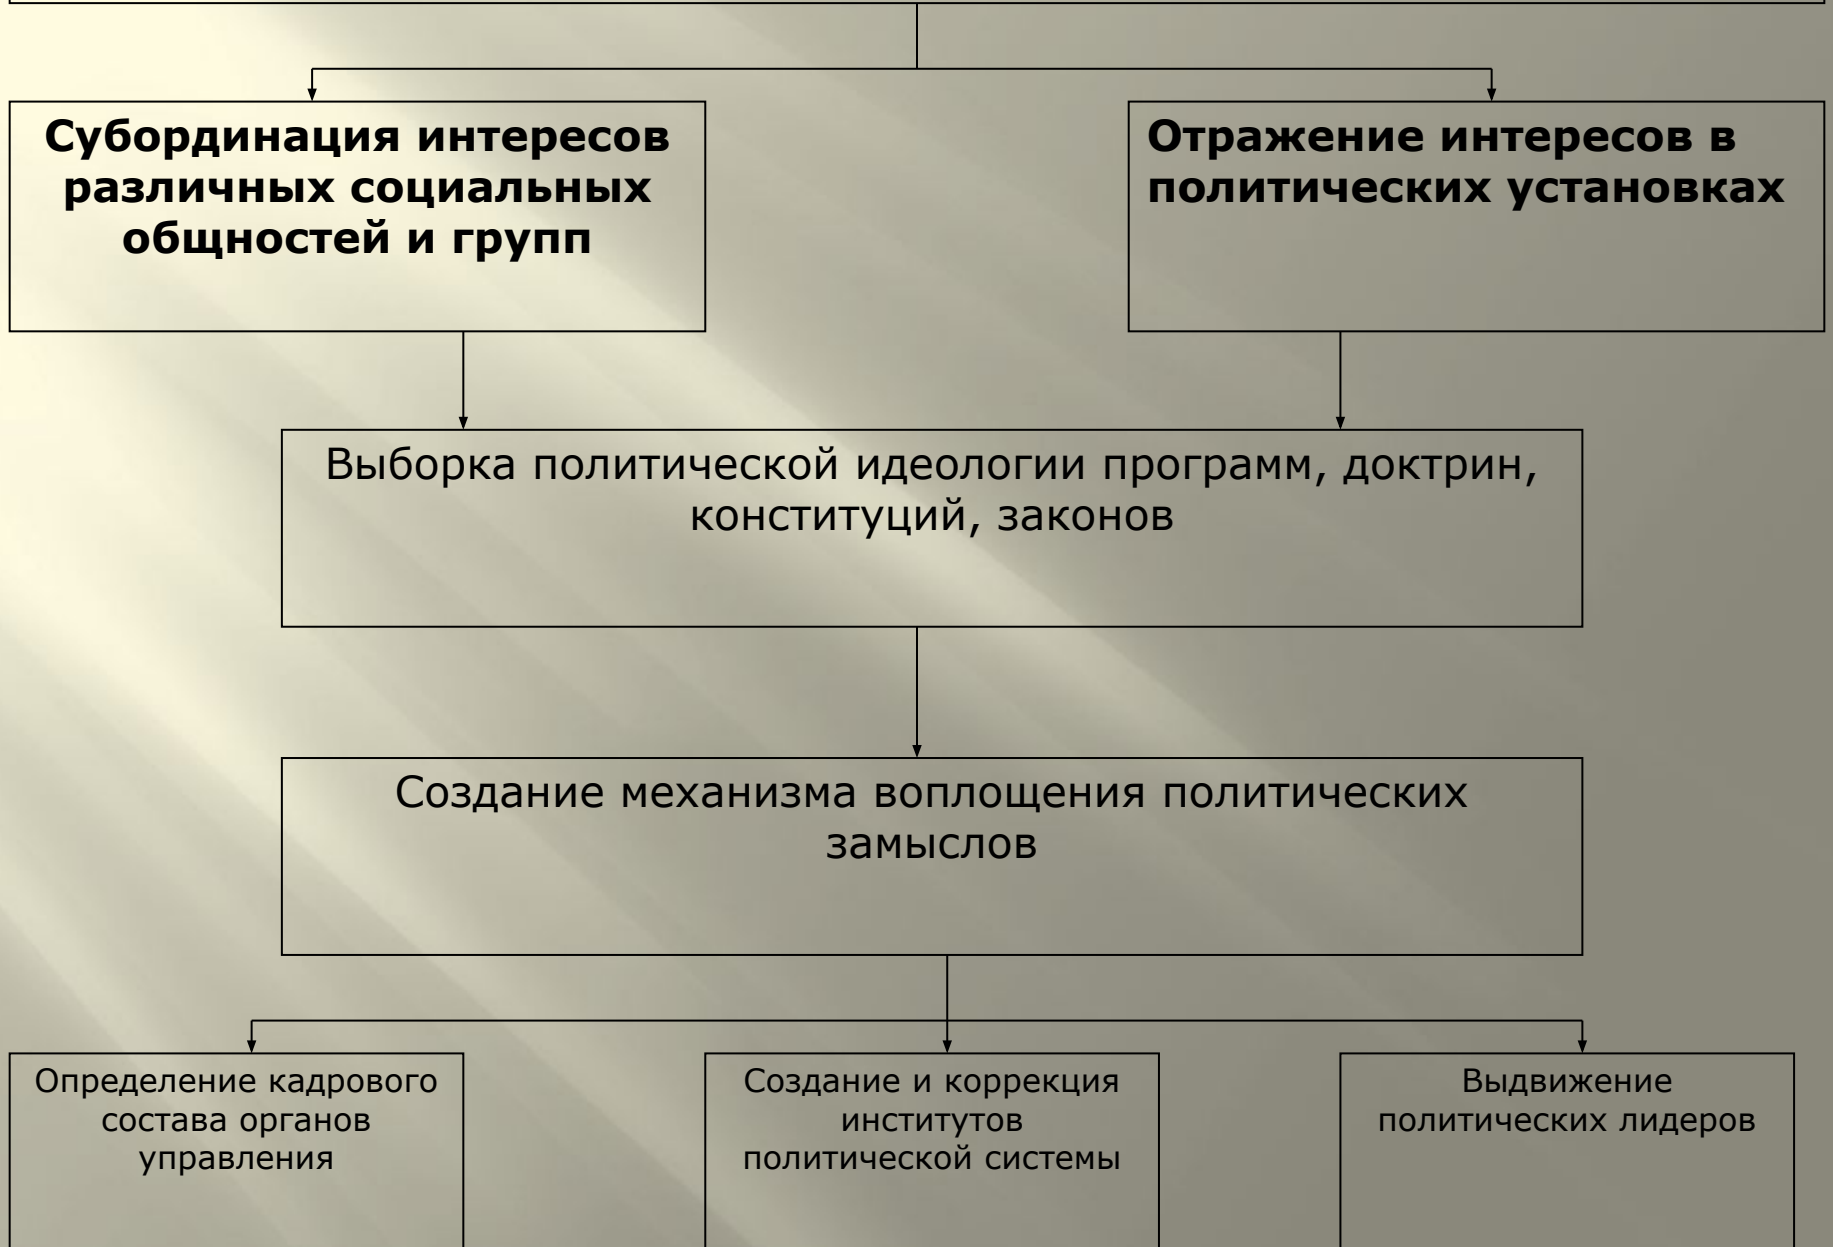 Субординация интересов
различных социальных
общностей и групп
Отражение интересов в
политических установках
Выборка политической идеологии программ, доктрин,
конституций, законов
Создание механизма воплощения политических
замыслов
Определение кадрового
состава органов
управления
Создание и коррекция
институтов
политической системы
Выдвижение
политических лидеров